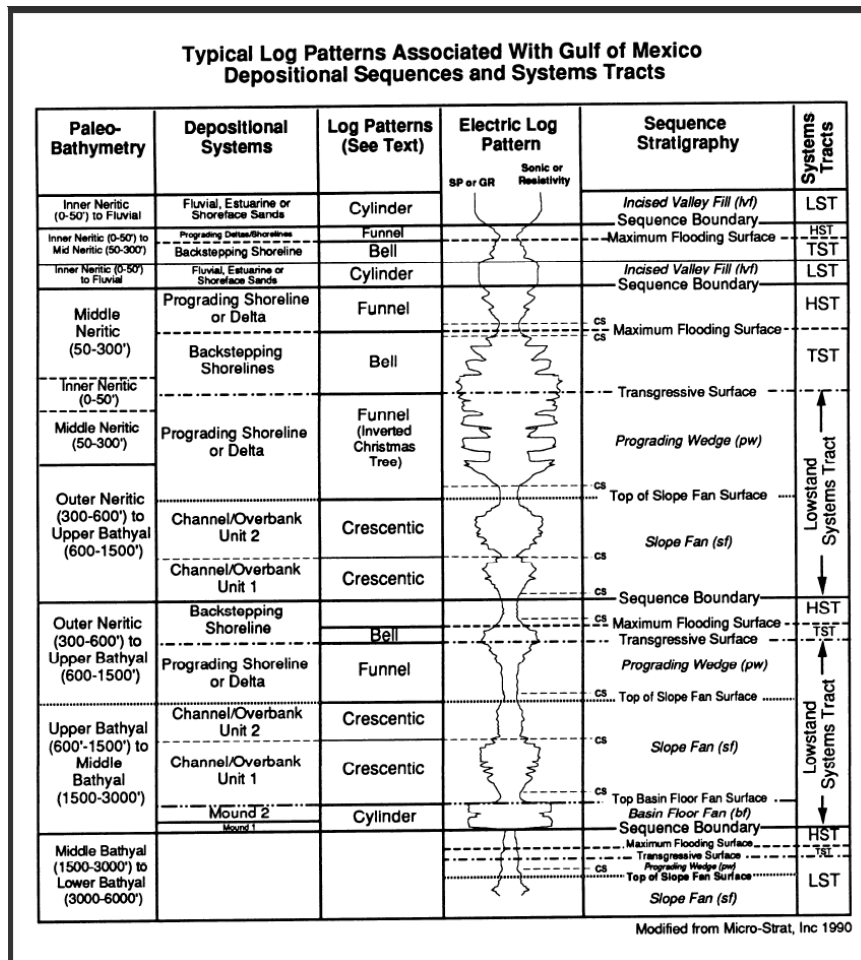 Typical Log Patterns Associated With Gulf of Mexico
Depositional Sequences and Systems Tracts
Paleo-
Bathymetry
Depositional
Systems
Log Patterns
(See Text)
Electric Log
Pattern
SP or GR
Sonic or
Resistivity
Sequence
Stratigraphy
Systems
Tracts
Inner Neritic
(0-50') to Fluvial
Fluvial, Estuarine or
Shoreface Sands
Cylinder
Incised Valley Fill (lvf)
LST
Sequence Boundary
Inner Neritic (0-50') to
Mid Neritic (50-300')
Prograding Deltas/Shorelines
Funnel
HST
Maximum Flooding Surface
Backstepping Shoreline
Bell
TST
Inner Neritic (0-50')
to Fluvial
Fluvial, Estuarine or
Shoreface Sands
Cylinder
Incised Valley Fill (lvf)
LST
Sequence Boundary
Middle
Neritic
(50-300')
Prograding Shoreline
or Delta
Funnel
HST
CS
Maximum Flooding Surface
CS
Backstepping
Shorelines
Bell
TST
Inner Neritic
(0-50')
Transgressive Surface
Middle Neritic
(50-300')
Prograding Shoreline
or Delta
Funnel
(Inverted
Christmas
Tree)
Prograding Wedge (pw)
Lowstand
Systems Tract
CS
Top of Slope Fan Surface
Outer Neritic
(300-600') to
Upper Bathyal
(600-1500')
Channel/Overbank
Unit 2
Crescentic
Slope Fan (sf)
CS
Channel/Overbank
Unit 1
Crescentic
CS
Sequence Boundary
Outer Neritic
(300-600') to
Upper Bathyal
(600-1500')
Backstepping
Shoreline
HST
CS
Maximum Flooding Surface
Bell
TST
Transgressive Surface
Prograding Shoreline
or Delta
Funnel
Prograding Wedge (pw)
Lowstand
Systems Tract
CS
Top of Slope Fan Surface
Upper Bathyal
(600'-1500') to
Middle
Bathyal
(1500-3000')
Channel/Overbank
Unit 2
Crescentic
CS
Slope Fan (sf)
Channel/Overbank
Unit 1
Crescentic
CS
Top Basin Floor Fan Surface
Mound 2
Cylinder
Basin Floor Fan (bf)
Mound 1
Sequence Boundary
Middle Bathyal
(1500-3000') to
Lower Bathyal
(3000-6000')
HST
Maximum Flooding Surface
TST
Transgressive Surface
CS
Prograding Wedge (pw)
Top of Slope Fan Surface
LST
Slope Fan (sf)
Modified from Micro-Strat, Inc 1990